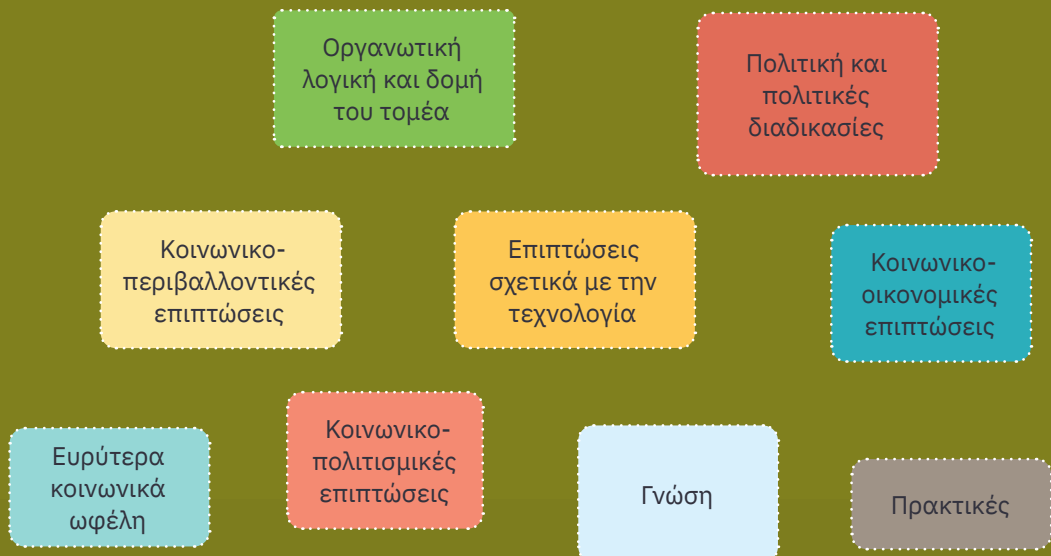 Οργανωτική
λογική και δομή
του τομέα
Πολιτική και
πολιτικές
διαδικασίες
Κοινωνικο-
περιβαλλοντικές
επιπτώσεις
Επιπτώσεις
σχετικά με την
τεχνολογία
Κοινωνικο-
οικονομικές
επιπτώσεις
Ευρύτερα
κοινωνικά
ωφέλη
Κοινωνικο-
πολιτισμικές
επιπτώσεις
Γνώση
Πρακτικές